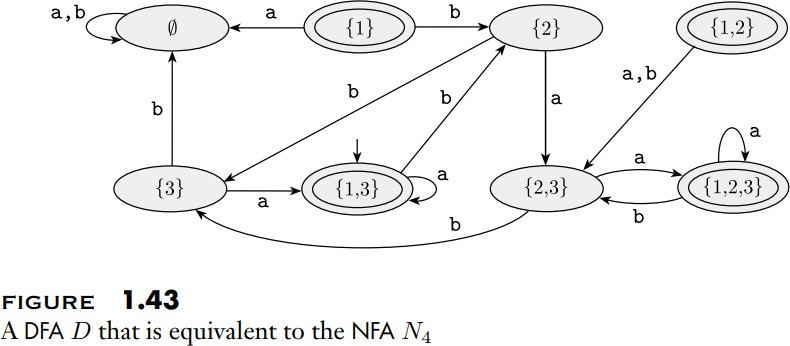 a,b ∅ a {1} b {2} {1,2}
b b b a a,b
a
{3} a {1,3} a {2,3} a {1,2,3}
b b
FIGURE 1.43
A DFA D that is equivalent to the NFA N₄